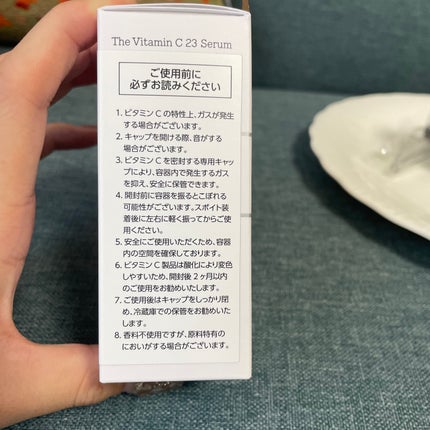 The Vitamin C 23 Serum
ご使用前に
必ずお読みください
1. ビタミンCの特性上、ガスが発生
する場合がございます。
2. キャップを開ける際、音がする
場合がございます。
3. ビタミンCを密封する専用キャッ
プにより、容器内で発生するガス
を抑え、安全に保管できます。
4. 開封前に容器を振るとこぼれる
可能性がございます。スポイト装
着後に左右に軽く振ってからご使
用ください。
5. 安全にご使用いただくため、容器
内の空間を確保しております。
6. ビタミンC製品は酸化により変色
しやすいため、開封後2ヶ月以内
のご使用をお勧めいたします。
7. ご使用後はキャップをしっかり閉
め、冷蔵庫での保管をお勧めいた
します。
8. 香料不使用ですが、原料特有の
においがする場合がございます。